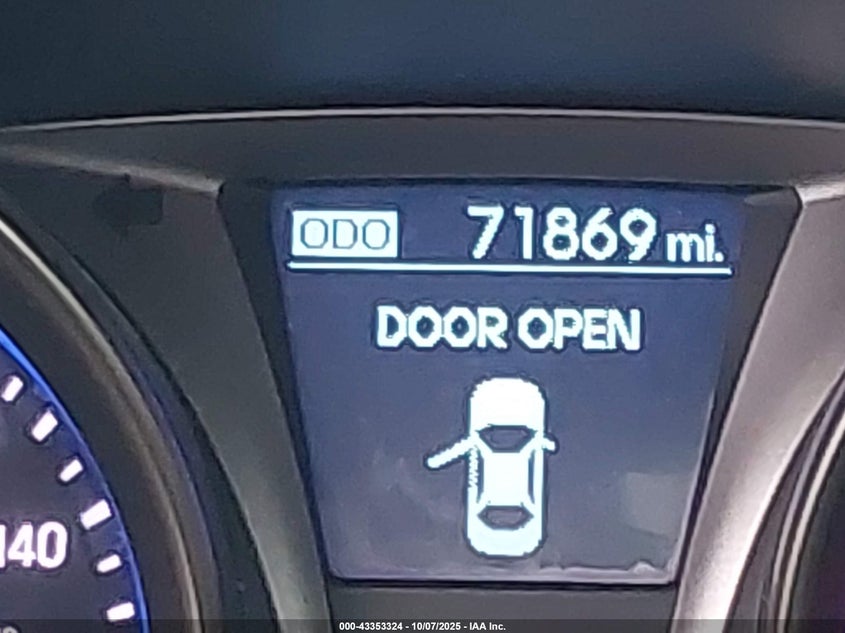 ODO 71869 mi.
DOOR OPEN
140
000-43353324 - 10/07/2025 - IAA Inc.